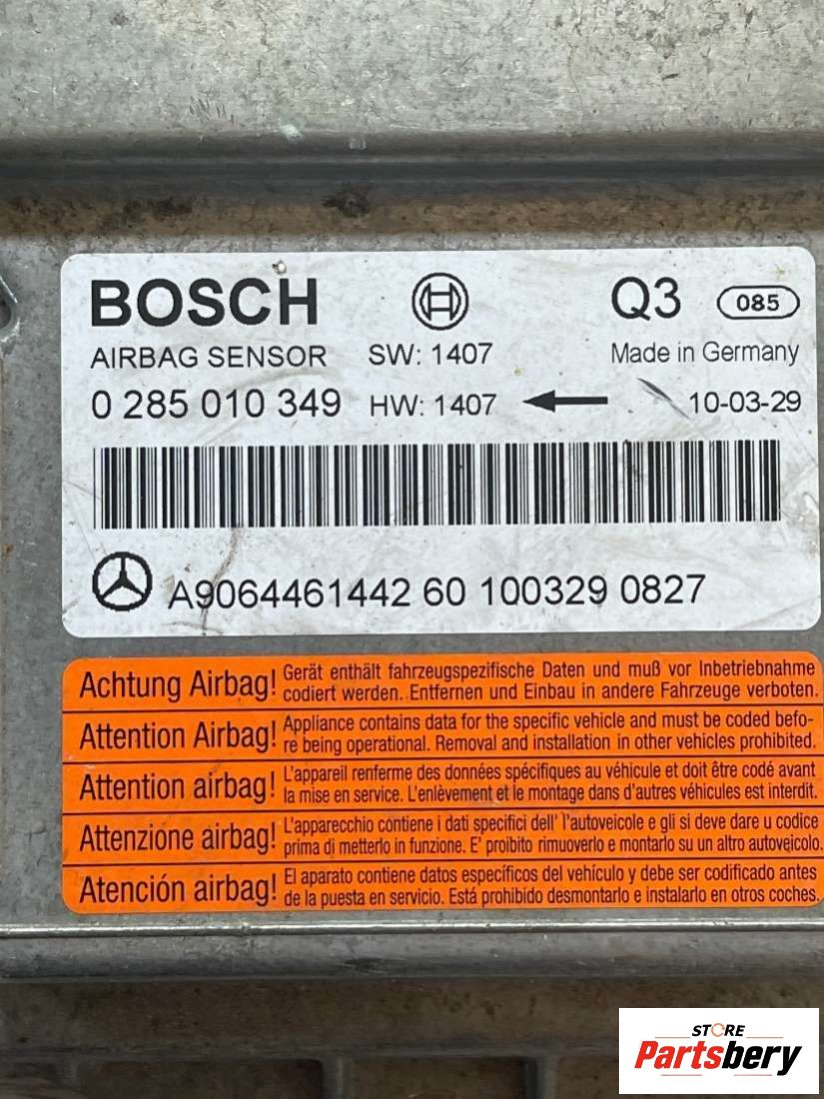 BOSCH Q3 085
AIRBAG SENSOR SW: 1407 Made in Germany
0 285 010 349 HW: 1407 10-03-29
A9064461442 60 100329 0827
Achtung Airbag! Gerät enthält fahrzeugspezifische Daten und muß vor Inbetriebnahme
codiert werden. Entfernen und Einbau in andere Fahrzeuge verboten.
Attention Airbag! Appliance contains data for the specific vehicle and must be coded befo-
re being operational. Removal and installation in other vehicles prohibited.
Attention airbag! L'appareil renferme des données spécifiques au véhicule et doit être codé avant
la mise en service. L'enlèvement et le montage dans d'autres véhicules est interdit.
Attenzione airbag! L'apparecchio contiene i dati specifici dell' l'autoveicole e gli si deve dare u codice
prima di metterlo in funzione. E' proibito rimuoverlo e montarlo su un altro autoveicolo.
Atención airbag! El aparato contiene datos específicos del vehículo y debe ser codificado antes
de la puesta en servicio. Está prohibido desmontarlo e instalarlo en otros coches.
STORE
Partsbery